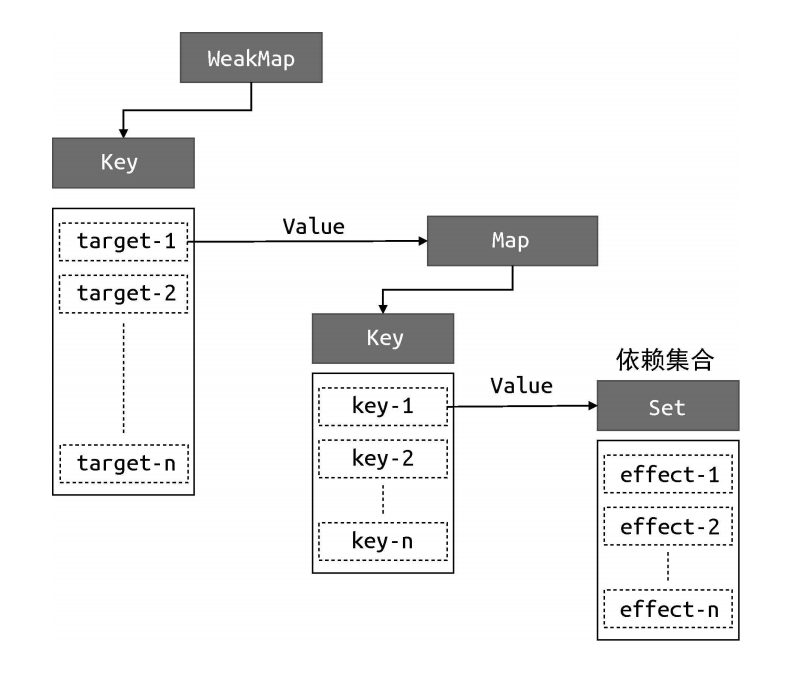 WeakMap
Key
target-1
target-2
target-n
Value
Map
Key
key-1
key-2
key-n
Value
依赖集合
Set
effect-1
effect-2
effect-n